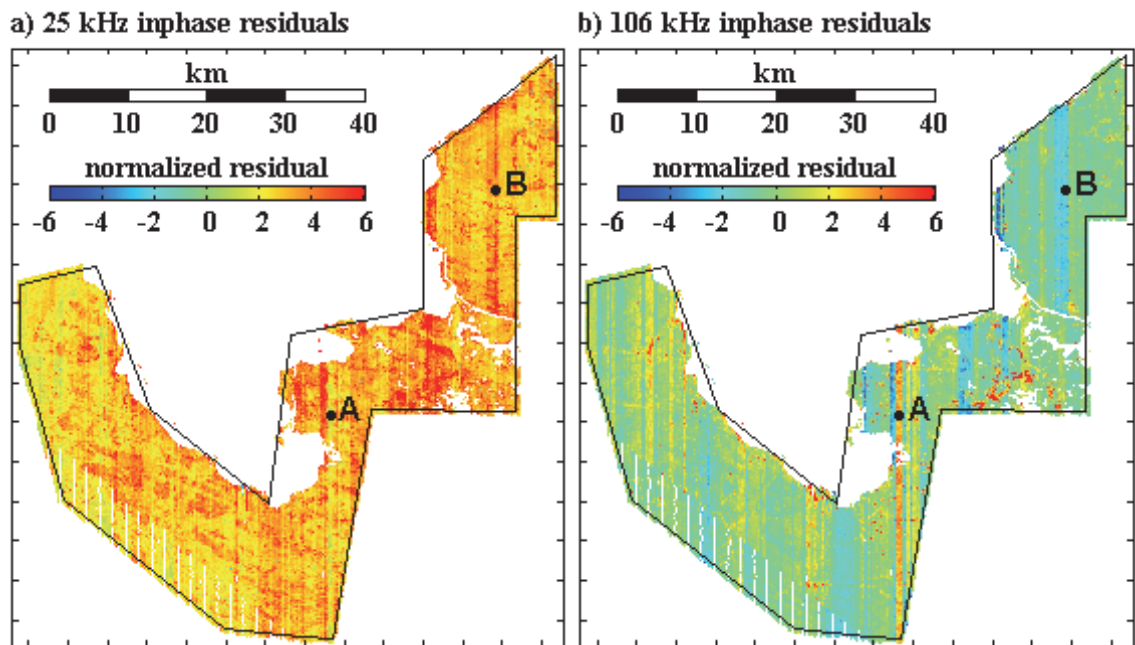 a) 25 kHz inphase residuals
km
0 10 20 30 40
normalized residual
-6 -4 -2 0 2 4 6
B
A
b) 106 kHz inphase residuals
km
0 10 20 30 40
normalized residual
-6 -4 -2 0 2 4 6
B
A